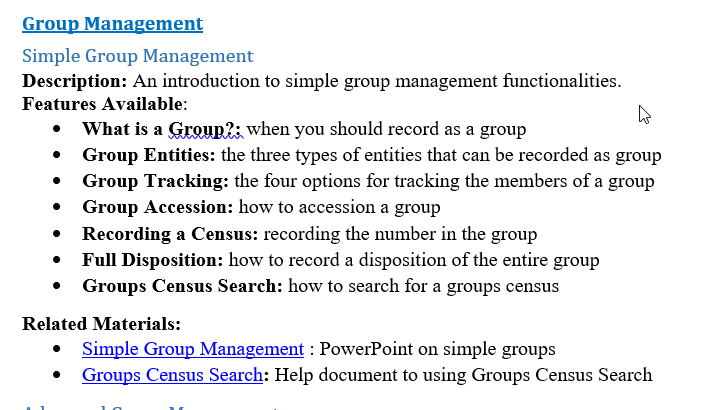 Group Management
Simple Group Management
Description: An introduction to simple group management functionalities.
Features Available:
• What is a Group?: when you should record as a group
• Group Entities: the three types of entities that can be recorded as group
• Group Tracking: the four options for tracking the members of a group
• Group Accession: how to accession a group
• Recording a Census: recording the number in the group
• Full Disposition: how to record a disposition of the entire group
• Groups Census Search: how to search for a groups census
Related Materials:
• Simple Group Management : PowerPoint on simple groups
• Groups Census Search: Help document to using Groups Census Search